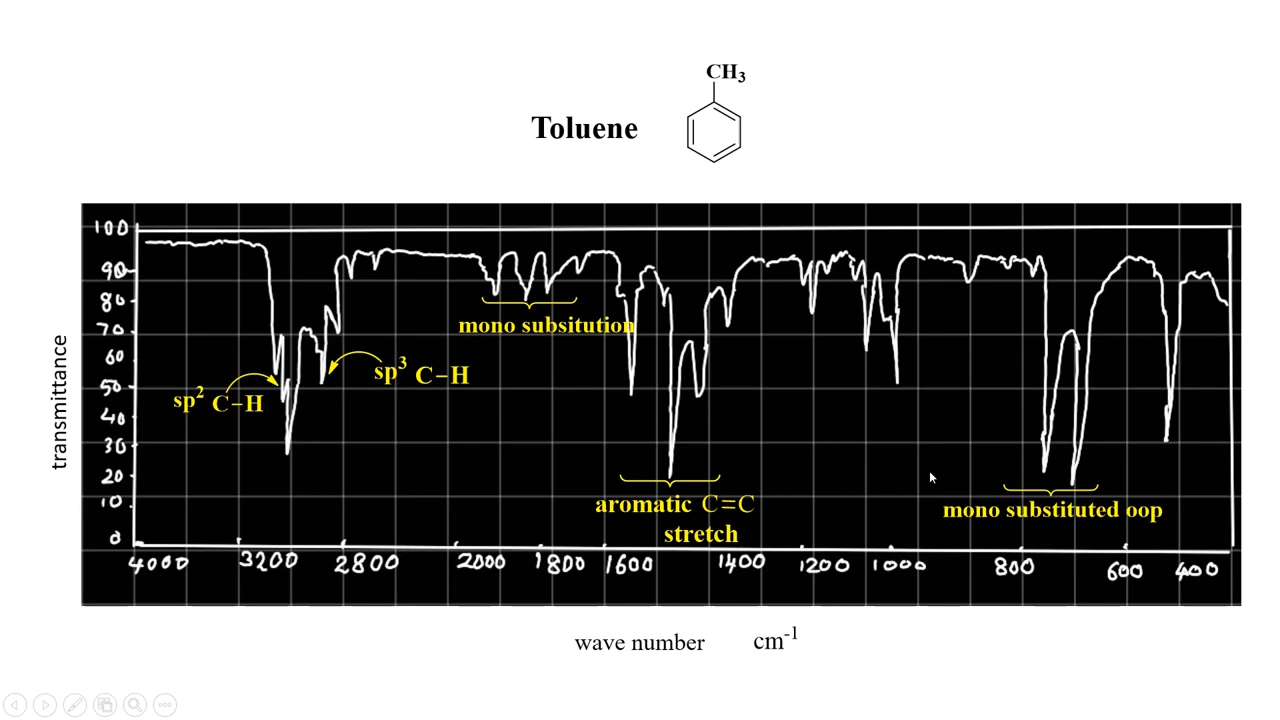 CH3
Toluene
100
90
80
70
60
50
40
30
20
10
0
transmittance
mono subsitution
sp3 C-H
sp2 C-H
aromatic C=C
stretch
mono substituted oop
4000 3200 2800 2000 1800 1600 1400 1200 1000 800 600 400
wave number cm-1